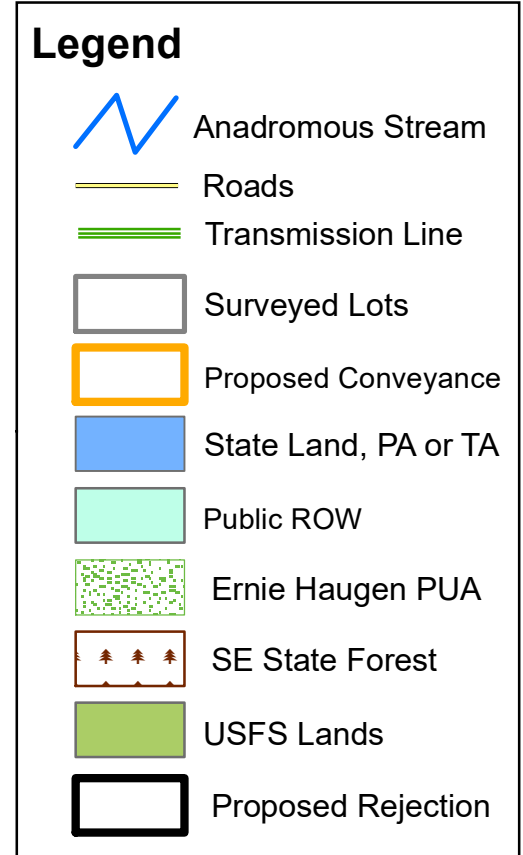 Legend
Anadromous Stream
Roads
Transmission Line
Surveyed Lots
Proposed Conveyance
State Land, PA or TA
Public ROW
Ernie Haugen PUA
SE State Forest
USFS Lands
Proposed Rejection